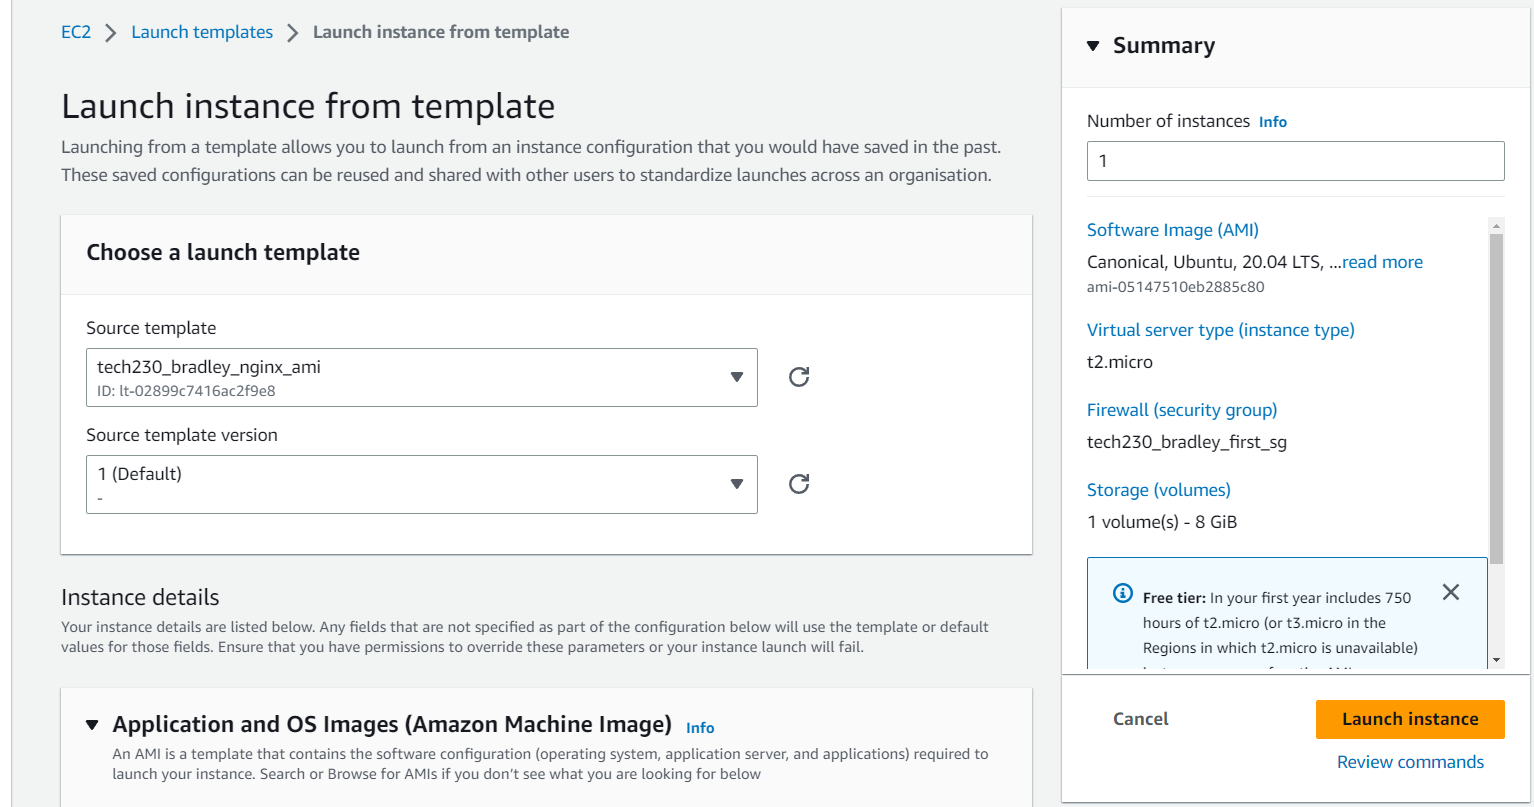 EC2 > Launch templates > Launch instance from template
Launch instance from template
Launching from a template allows you to launch from an instance configuration that you would have saved in the past.
These saved configurations can be reused and shared with other users to standardize launches across an organisation.
Choose a launch template
Source template
tech230_bradley_nginx_ami
ID: lt-02899c7416ac2f9e8
Source template version
1 (Default)
-
Instance details
Your instance details are listed below. Any fields that are not specified as part of the configuration below will use the template or default
values for those fields. Ensure that you have permissions to override these parameters or your instance launch will fail.
Application and OS Images (Amazon Machine Image) Info
An AMI is a template that contains the software configuration (operating system, application server, and applications) required to
launch your instance. Search or Browse for AMIs if you don’t see what you are looking for below
Summary
Number of instances Info
1
Software Image (AMI)
Canonical, Ubuntu, 20.04 LTS, ...read more
ami-05147510eb2885c80
Virtual server type (instance type)
t2.micro
Firewall (security group)
tech230_bradley_first_sg
Storage (volumes)
1 volume(s) - 8 GiB
Free tier: In your first year includes 750
hours of t2.micro (or t3.micro in the
Regions in which t2.micro is unavailable)
Cancel
Launch instance
Review commands